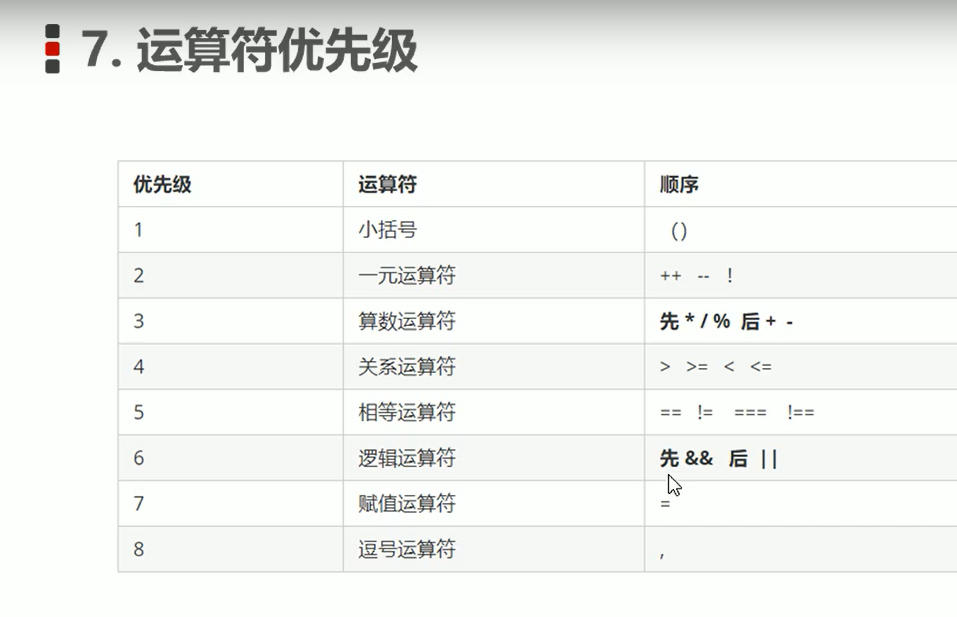 7. 运算符优先级
优先级 运算符 顺序
1 小括号 ()
2 一元运算符 ++ -- !
3 算数运算符 先 * / % 后 + -
4 关系运算符 > >= < <=
5 相等运算符 == != === !==
6 逻辑运算符 先 && 后 ||
7 赋值运算符 =
8 逗号运算符 ,